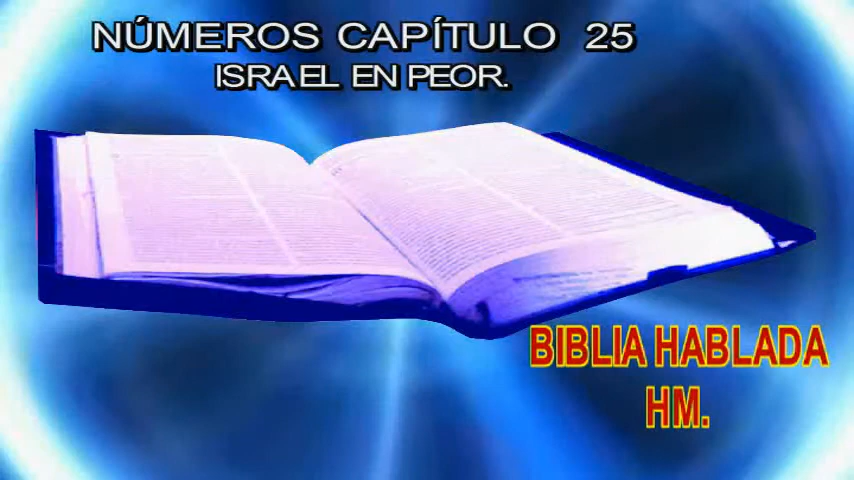 NÚMEROS CAPÍTULO 25
ISRAEL EN PEOR.
BIBLIA HABLADA
HM.